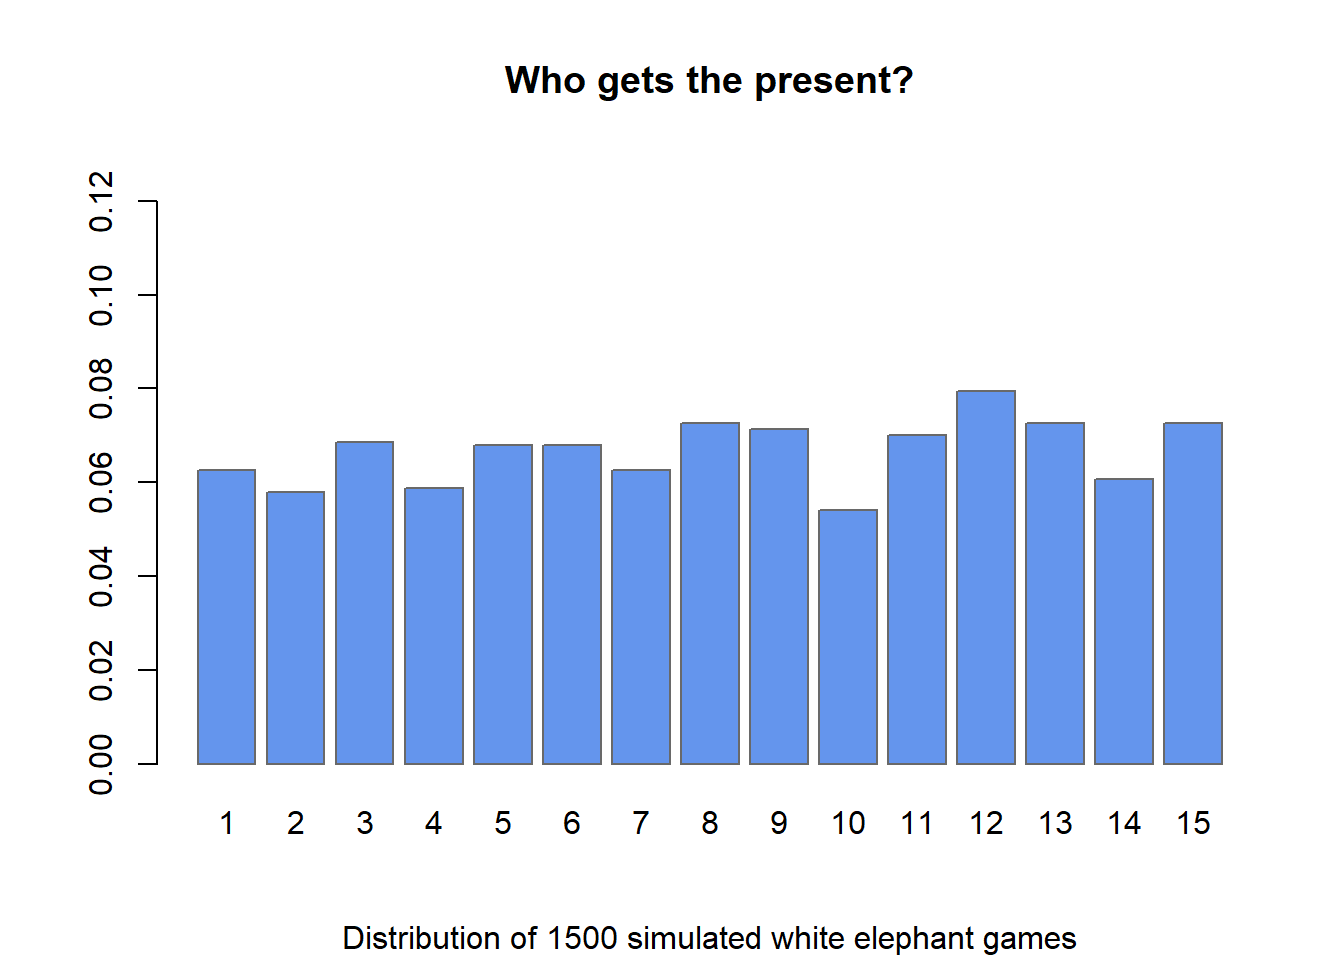 Who gets the present?
0.12
0.10
0.08
0.06
0.04
0.02
0.00
1 2 3 4 5 6 7 8 9 10 11 12 13 14 15
Distribution of 1500 simulated white elephant games